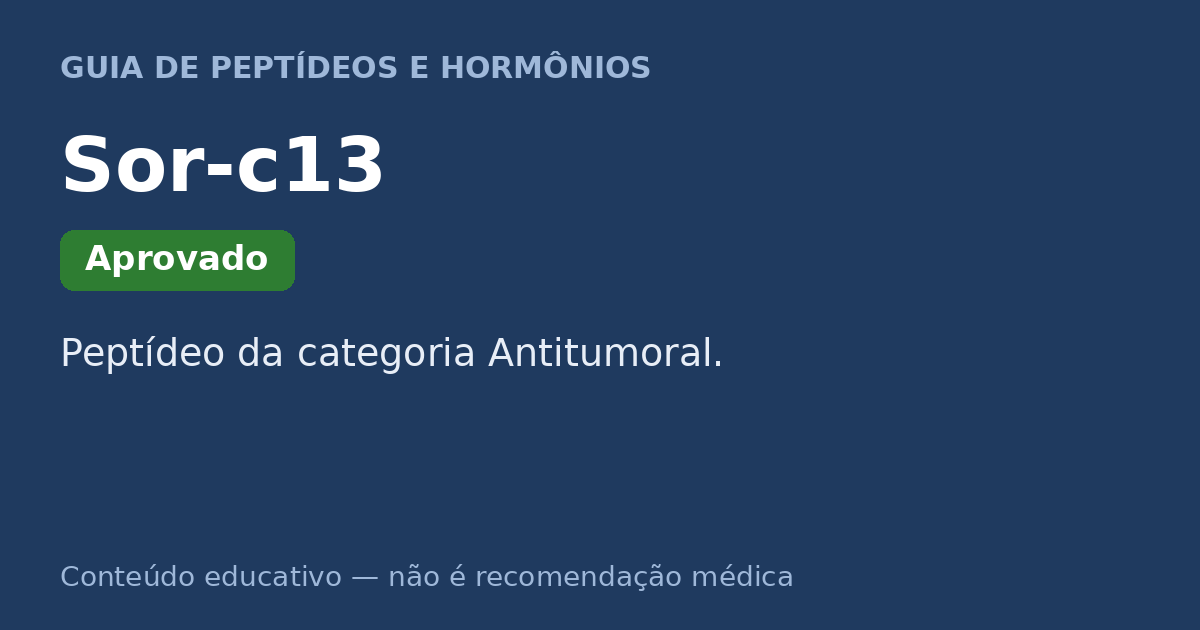 GUIA DE PEPTÍDEOS E HORMÔNIOS
Sor-c13
Aprovado
Peptídeo da categoria Antitumoral.
Conteúdo educativo — não é recomendação médica